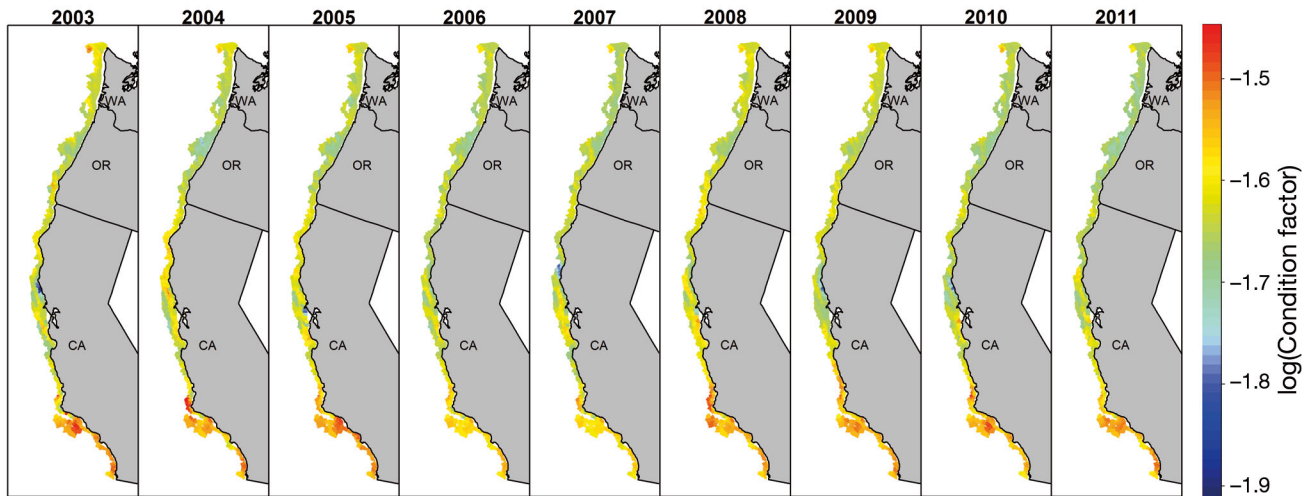 2003 2004 2005 2006 2007 2008 2009 2010 2011
WA WA WA WA WA WA WA WA WA
OR OR OR OR OR OR OR OR OR
CA CA CA CA CA CA CA CA CA
−1.5
−1.6
−1.7
−1.8
−1.9
log(Condition factor)